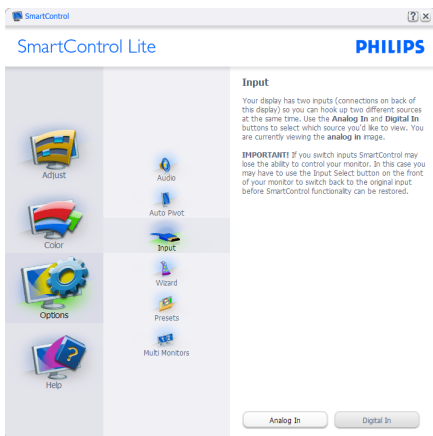 SmartControl
SmartControl Lite
PHILIPS
Adjust
Color
Options
Help
Audio
Auto Pivot
Input
Wizard
Presets
Multi Monitors
Input
Your display has two inputs (connections on back of
this display) so you can hook up two different sources
at the same time. Use the Analog In and Digital In
buttons to select which source you'd like to view. You
are currently viewing the analog in image.
IMPORTANT! If you switch inputs SmartControl may
lose the ability to control your monitor. In this case you
may have to use the Input Select button on the front
of your monitor to switch back to the original input
before SmartControl functionality can be restored.
Analog In
Digital In